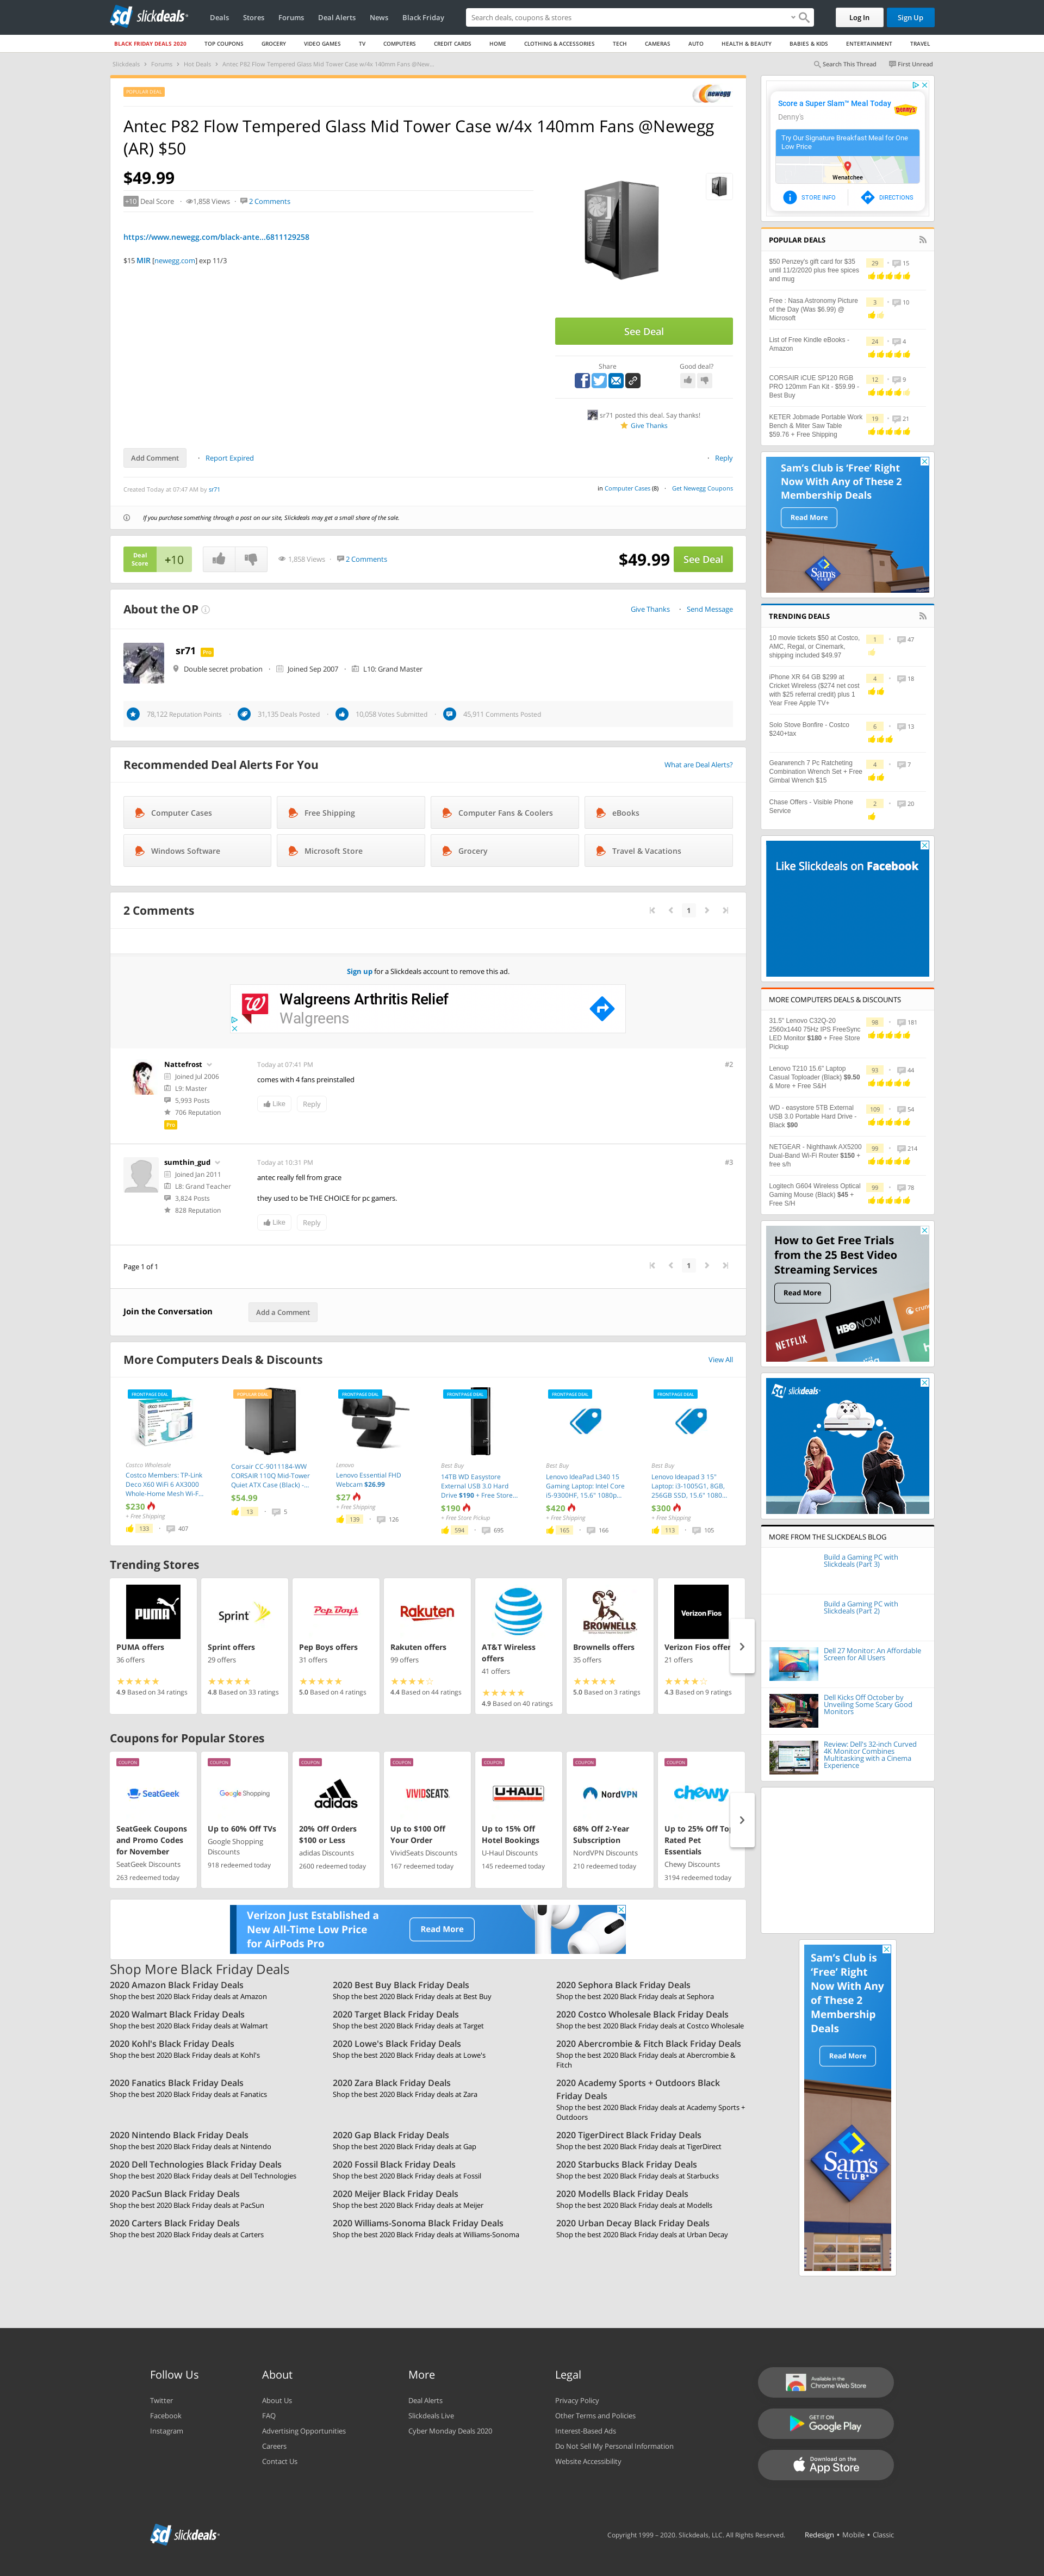 slickdeals
Deals
Stores
Forums
Deal Alerts
News
Black Friday
Search deals, coupons & stores
Log In
Sign Up
BLACK FRIDAY DEALS 2020
TOP COUPONS
GROCERY
VIDEO GAMES
TV
COMPUTERS
CREDIT CARDS
HOME
CLOTHING & ACCESSORIES
TECH
CAMERAS
AUTO
HEALTH & BEAUTY
BABIES & KIDS
ENTERTAINMENT
TRAVEL
Slickdeals
Forums
Hot Deals
Antec P82 Flow Tempered Glass Mid Tower Case w/4x 140mm Fans @New...
Search This Thread
First Unread
POPULAR DEAL
newegg
Antec P82 Flow Tempered Glass Mid Tower Case w/4x 140mm Fans @Newegg
(AR) $50
$49.99
+10 Deal Score
1,858 Views
2 Comments
https://www.newegg.com/black-ante...6811129258
$15 MIR [newegg.com] exp 11/3
See Deal
Share
Good deal?
sr71 posted this deal. Say thanks!
Give Thanks
Add Comment
Report Expired
Reply
Created Today at 07:47 AM by sr71
in Computer Cases (8)
Get Newegg Coupons
If you purchase something through a post on our site, Slickdeals may get a small share of the sale.
Deal
Score
+10
1,858 Views
2 Comments
$49.99
See Deal
About the OP
Give Thanks
Send Message
sr71 Pro
Double secret probation
Joined Sep 2007
L10: Grand Master
78,122 Reputation Points
31,135 Deals Posted
10,058 Votes Submitted
45,911 Comments Posted
Recommended Deal Alerts For You
What are Deal Alerts?
Computer Cases
Free Shipping
Computer Fans & Coolers
eBooks
Windows Software
Microsoft Store
Grocery
Travel & Vacations
2 Comments
1
Sign up for a Slickdeals account to remove this ad.
Walgreens Arthritis Relief
Walgreens
Nattefrost
Joined Jul 2006
L9: Master
5,993 Posts
706 Reputation
Pro
Today at 07:41 PM
#2
comes with 4 fans preinstalled
Like
Reply
sumthin_gud
Joined Jan 2011
L8: Grand Teacher
3,824 Posts
828 Reputation
Today at 10:31 PM
#3
antec really fell from grace
they used to be THE CHOICE for pc gamers.
Like
Reply
Page 1 of 1
1
Join the Conversation
Add a Comment
More Computers Deals & Discounts
View All
FRONTPAGE DEAL
Costco Wholesale
Costco Members: TP-Link
Deco X60 WiFi 6 AX3000
Whole-Home Mesh Wi-F...
$230
+ Free Shipping
133
407
POPULAR DEAL
Corsair CC-9011184-WW
CORSAIR 110Q Mid-Tower
Quiet ATX Case (Black) -...
$54.99
13
5
FRONTPAGE DEAL
Lenovo
Lenovo Essential FHD
Webcam $26.99
$27
+ Free Shipping
139
126
FRONTPAGE DEAL
Best Buy
14TB WD Easystore
External USB 3.0 Hard
Drive $190 + Free Store...
$190
+ Free Store Pickup
594
695
FRONTPAGE DEAL
Best Buy
Lenovo IdeaPad L340 15
Gaming Laptop: Intel Core
i5-9300HF, 15.6" 1080p...
$420
+ Free Shipping
165
166
FRONTPAGE DEAL
Best Buy
Lenovo Ideapad 3 15"
Laptop: i3-1005G1, 8GB,
256GB SSD, 15.6" 1080...
$300
+ Free Shipping
113
105
Trending Stores
PUMA
PUMA offers
36 offers
4.9 Based on 34 ratings
Sprint
Sprint offers
29 offers
4.8 Based on 33 ratings
Pep Boys
Pep Boys offers
31 offers
5.0 Based on 4 ratings
Rakuten
Rakuten offers
99 offers
4.4 Based on 44 ratings
AT&T Wireless
offers
41 offers
4.9 Based on 40 ratings
BROWNELLS
Brownells offers
35 offers
5.0 Based on 3 ratings
Verizon Fios
Verizon Fios offer
21 offers
4.3 Based on 9 ratings
Coupons for Popular Stores
COUPON
SeatGeek
SeatGeek Coupons
and Promo Codes
for November
SeatGeek Discounts
263 redeemed today
COUPON
Google Shopping
Up to 60% Off TVs
Google Shopping
Discounts
918 redeemed today
COUPON
adidas
20% Off Orders
$100 or Less
adidas Discounts
2600 redeemed today
COUPON
VIVIDSEATS
Up to $100 Off
Your Order
VividSeats Discounts
167 redeemed today
COUPON
U-HAUL
Up to 15% Off
Hotel Bookings
U-Haul Discounts
145 redeemed today
COUPON
NordVPN
68% Off 2-Year
Subscription
NordVPN Discounts
210 redeemed today
COUPON
chewy
Up to 25% Off Top
Rated Pet
Essentials
Chewy Discounts
3194 redeemed today
Verizon Just Established a
New All-Time Low Price
for AirPods Pro
Read More
Shop More Black Friday Deals
2020 Amazon Black Friday Deals
Shop the best 2020 Black Friday deals at Amazon
2020 Best Buy Black Friday Deals
Shop the best 2020 Black Friday deals at Best Buy
2020 Sephora Black Friday Deals
Shop the best 2020 Black Friday deals at Sephora
2020 Walmart Black Friday Deals
Shop the best 2020 Black Friday deals at Walmart
2020 Target Black Friday Deals
Shop the best 2020 Black Friday deals at Target
2020 Costco Wholesale Black Friday Deals
Shop the best 2020 Black Friday deals at Costco Wholesale
2020 Kohl's Black Friday Deals
Shop the best 2020 Black Friday deals at Kohl's
2020 Lowe's Black Friday Deals
Shop the best 2020 Black Friday deals at Lowe's
2020 Abercrombie & Fitch Black Friday Deals
Shop the best 2020 Black Friday deals at Abercrombie &
Fitch
2020 Fanatics Black Friday Deals
Shop the best 2020 Black Friday deals at Fanatics
2020 Zara Black Friday Deals
Shop the best 2020 Black Friday deals at Zara
2020 Academy Sports + Outdoors Black
Friday Deals
Shop the best 2020 Black Friday deals at Academy Sports +
Outdoors
2020 Nintendo Black Friday Deals
Shop the best 2020 Black Friday deals at Nintendo
2020 Gap Black Friday Deals
Shop the best 2020 Black Friday deals at Gap
2020 TigerDirect Black Friday Deals
Shop the best 2020 Black Friday deals at TigerDirect
2020 Dell Technologies Black Friday Deals
Shop the best 2020 Black Friday deals at Dell Technologies
2020 Fossil Black Friday Deals
Shop the best 2020 Black Friday deals at Fossil
2020 Starbucks Black Friday Deals
Shop the best 2020 Black Friday deals at Starbucks
2020 PacSun Black Friday Deals
Shop the best 2020 Black Friday deals at PacSun
2020 Meijer Black Friday Deals
Shop the best 2020 Black Friday deals at Meijer
2020 Modells Black Friday Deals
Shop the best 2020 Black Friday deals at Modells
2020 Carters Black Friday Deals
Shop the best 2020 Black Friday deals at Carters
2020 Williams-Sonoma Black Friday Deals
Shop the best 2020 Black Friday deals at Williams-Sonoma
2020 Urban Decay Black Friday Deals
Shop the best 2020 Black Friday deals at Urban Decay
Score a Super Slam™ Meal Today
Denny's
Denny's
Try Our Signature Breakfast Meal for One
Low Price
Wenatchee
STORE INFO
DIRECTIONS
POPULAR DEALS
$50 Penzey's gift card for $35
until 11/2/2020 plus free spices
and mug
29
15
Free : Nasa Astronomy Picture
of the Day (Was $6.99) @
Microsoft
3
10
List of Free Kindle eBooks -
Amazon
24
4
CORSAIR iCUE SP120 RGB
PRO 120mm Fan Kit - $59.99 -
Best Buy
12
9
KETER Jobmade Portable Work
Bench & Miter Saw Table
$59.76 + Free Shipping
19
21
Sam's Club is 'Free' Right
Now With Any of These 2
Membership Deals
Read More
Sam's
CLUB
TRENDING DEALS
10 movie tickets $50 at Costco,
AMC, Regal, or Cinemark.
shipping included $49.97
1
47
iPhone XR 64 GB $299 at
Cricket Wireless ($274 net cost
with $25 referral credit) plus 1
Year Free Apple TV+
4
18
Solo Stove Bonfire - Costco
$240+tax
6
13
Gearwrench 7 Pc Ratcheting
Combination Wrench Set + Free
Gimbal Wrench $15
4
7
Chase Offers - Visible Phone
Service
2
20
Like Slickdeals on Facebook
MORE COMPUTERS DEALS & DISCOUNTS
31.5" Lenovo C32Q-20
2560x1440 75Hz IPS FreeSync
LED Monitor $180 + Free Store
Pickup
98
181
Lenovo T210 15.6" Laptop
Casual Toploader (Black) $9.50
& More + Free S&H
93
44
WD - easystore 5TB External
USB 3.0 Portable Hard Drive -
Black $90
109
54
NETGEAR - Nighthawk AX5200
Dual-Band Wi-Fi Router $150 +
free s/h
99
214
Logitech G604 Wireless Optical
Gaming Mouse (Black) $45 +
Free S/H
99
78
How to Get Free Trials
from the 25 Best Video
Streaming Services
Read More
NETFLIX
HBO NOW
crunch
slickdeals
MORE FROM THE SLICKDEALS BLOG
Build a Gaming PC with
Slickdeals (Part 3)
Build a Gaming PC with
Slickdeals (Part 2)
Dell 27 Monitor: An Affordable
Screen for All Users
Dell Kicks Off October by
Unveiling Some Scary Good
Monitors
Review: Dell's 32-inch Curved
4K Monitor Combines
Multitasking with a Cinema
Experience
Sam's Club is
'Free' Right
Now With Any
of These 2
Membership
Deals
Read More
Sam's
CLUB
Follow Us
Twitter
Facebook
Instagram
About
About Us
FAQ
Advertising Opportunities
Careers
Contact Us
More
Deal Alerts
Slickdeals Live
Cyber Monday Deals 2020
Legal
Privacy Policy
Other Terms and Policies
Interest-Based Ads
Do Not Sell My Personal Information
Website Accessibility
Available in the
Chrome Web Store
GET IT ON
Google Play
Download on the
App Store
slickdeals
Copyright 1999 – 2020. Slickdeals, LLC. All Rights Reserved.
Redesign • Mobile • Classic